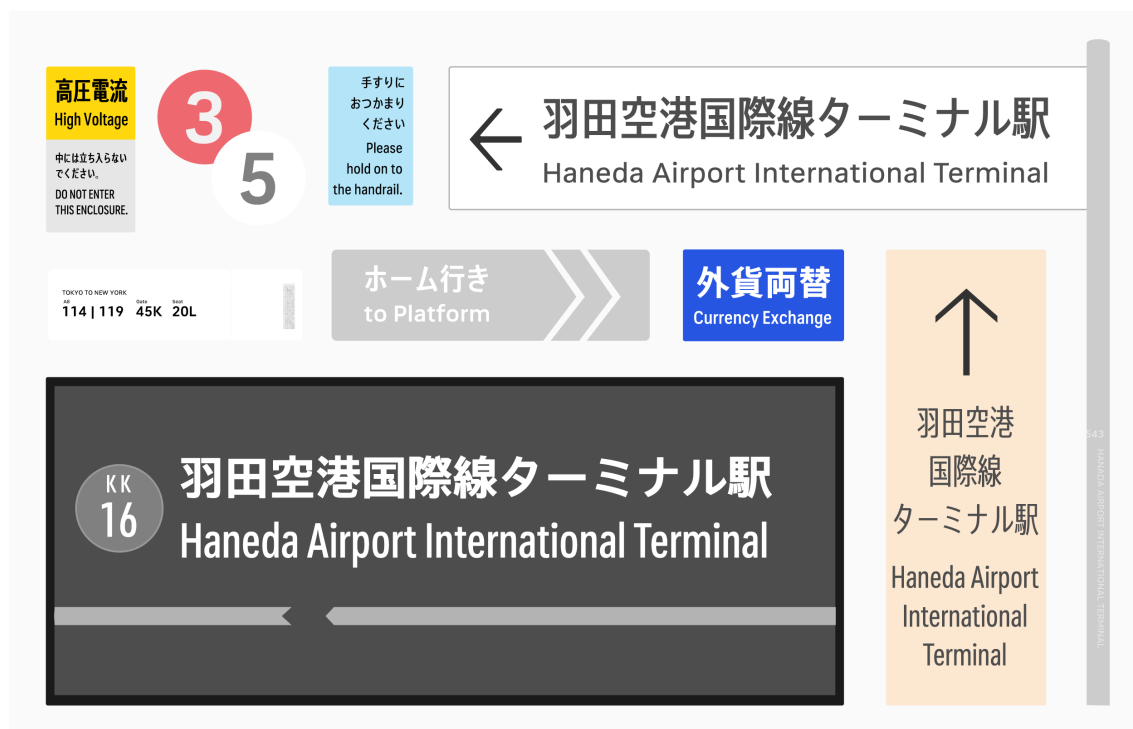 高圧電流
High Voltage
中には立ち入らない
でください。
DO NOT ENTER
THIS ENCLOSURE.
3
5
手すりに
おつかまり
ください
Please
hold on to
the handrail.
羽田空港国際線ターミナル駅
Haneda Airport International Terminal
TOKYO TO NEW YORK
Gate
Seat
114 | 119
45K
20L
ホーム行き
to Platform
外貨両替
Currency Exchange
KK
16
羽田空港国際線ターミナル駅
Haneda Airport International Terminal
羽田空港
国際線
ターミナル駅
Haneda Airport
International
Terminal
543
HANADA AIRPORT INTERNATIONAL TERMINAL